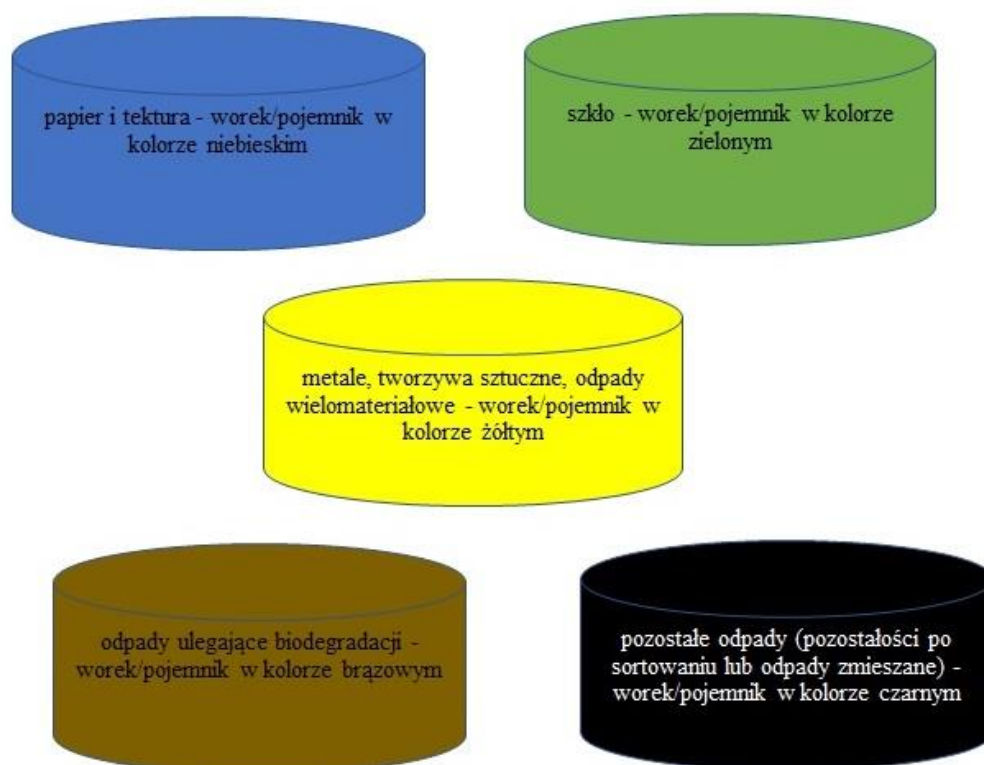 papier i tektura - worek/pojemnik w
kolorze niebieskim
szkło - worek/pojemnik w kolorze
zielonym
metale, tworzywa sztuczne, odpady
wielomateriałowe - worek/pojemnik w
kolorze żółtym
odpady ulegające biodegradacji -
worek/pojemnik w kolorze brązowym
pozostałe odpady (pozostałości po
sortowaniu lub odpady zmieszane) -
worek/pojemnik w kolorze czarnym